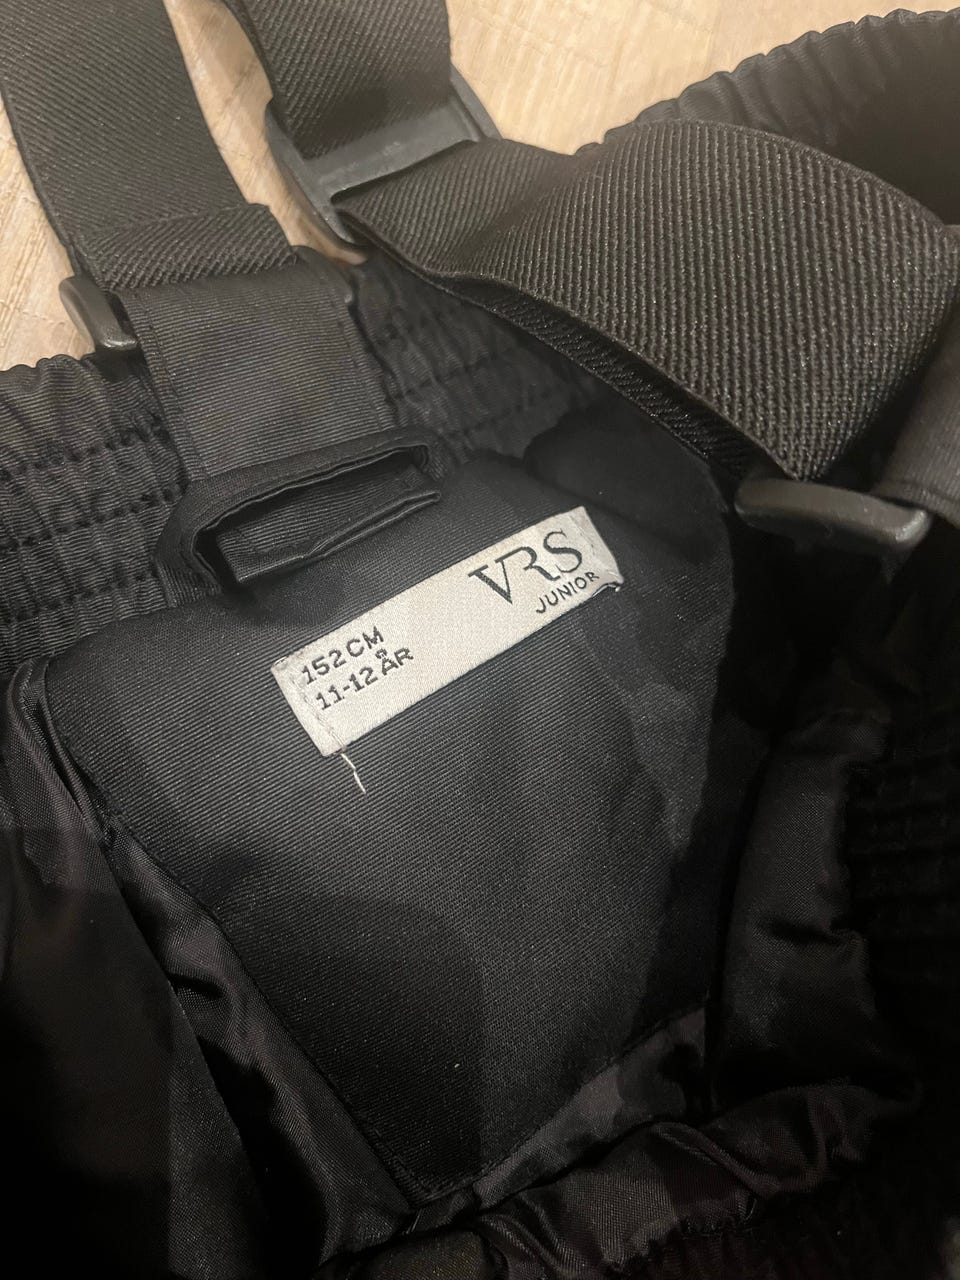 VRS
JUNIOR
152 CM
11-12 ÅR